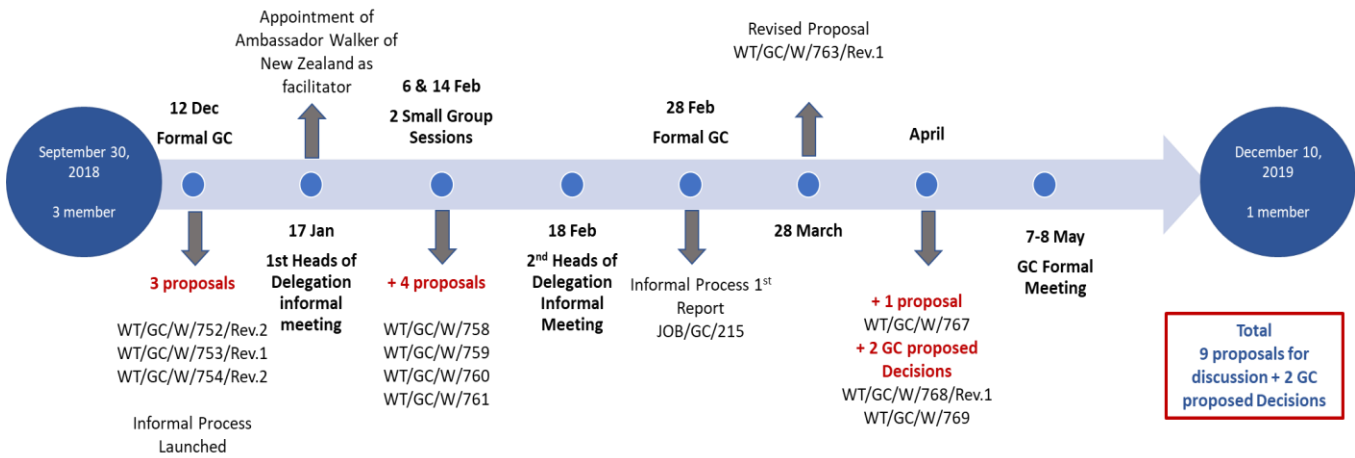 September 30,
2018
3 member
12 Dec
Formal GC
3 proposals
WT/GC/W/752/Rev.2
WT/GC/W/753/Rev.1
WT/GC/W/754/Rev.2
Informal Process
Launched
Appointment of
Ambassador Walker of
New Zealand as
facilitator
17 Jan
1st Heads of
Delegation
informal
meeting
6 & 14 Feb
2 Small Group
Sessions
+ 4 proposals
WT/GC/W/758
WT/GC/W/759
WT/GC/W/760
WT/GC/W/761
18 Feb
2nd Heads of
Delegation
Informal
Meeting
28 Feb
Formal GC
Informal Process 1st
Report
JOB/GC/215
Revised Proposal
WT/GC/W/763/Rev.1
28 March
April
+ 1 proposal
WT/GC/W/767
+ 2 GC proposed
Decisions
WT/GC/W/768/Rev.1
WT/GC/W/769
7-8 May
GC Formal
Meeting
December 10,
2019
1 member
Total
9 proposals for
discussion + 2 GC
proposed Decisions